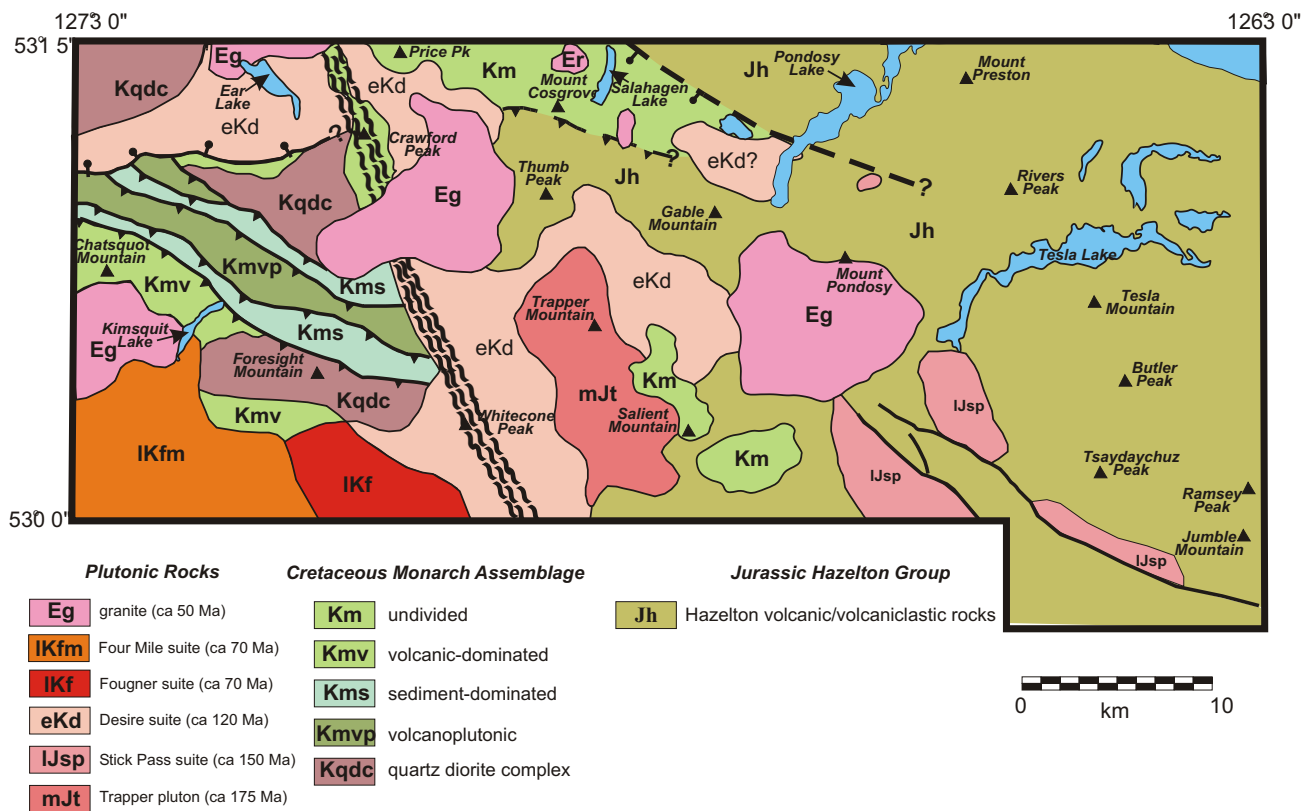 127°3 0"
126°3 0"
53°1 5"
Eg
Price Pk
Km
Er
Jh
Pondosy
Lake
Mount
Preston
Kqdc
Ear
Lake
eKd
Mount
Cosgrove
Salahagen
Lake
eKd
?
Crawford
Peak
eKd?
?
Thumb
Peak
Jh
Rivers
Peak
?
Kqdc
Eg
Gable
Mountain
Jh
Chatsquot
Mountain
Kmvp
Tesla Lake
Kmv
Kms
eKd
Mount
Pondosy
Trapper
Mountain
Tesla
Mountain
Kimsquit
Lake
Eg
Kms
eKd
Eg
Foresight
Mountain
Km
Butler
Peak
Kqdc
mJt
lJsp
Kmv
Whitecone
Peak
Salient
Mountain
lKfm
Km
Tsaydaychuz
Peak
lKf
lJsp
Ramsey
Peak
53°0 0"
Jumble
Mountain
lJsp
Plutonic Rocks
Eg granite (ca 50 Ma)
lKfm Four Mile suite (ca 70 Ma)
lKf Fougner suite (ca 70 Ma)
eKd Desire suite (ca 120 Ma)
lJsp Stick Pass suite (ca 150 Ma)
mJt Trapper pluton (ca 175 Ma)
Cretaceous Monarch Assemblage
Km undivided
Kmv volcanic-dominated
Kms sediment-dominated
Kmvp volcanoplutonic
Kqdc quartz diorite complex
Jurassic Hazelton Group
Jh Hazelton volcanic/volcaniclastic rocks
0 10
km